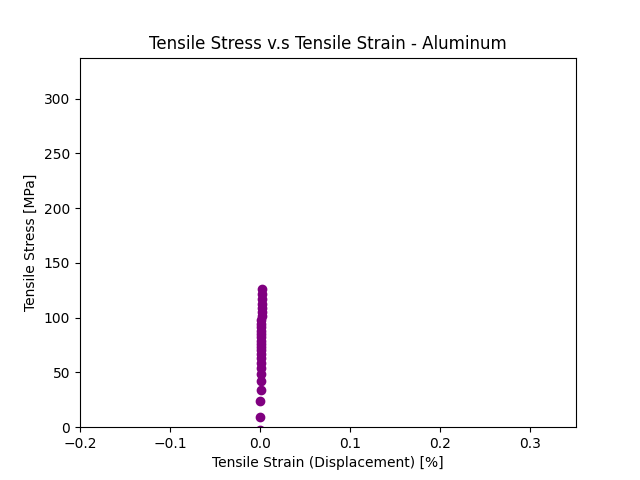 Tensile Stress v.s Tensile Strain - Aluminum
300
250
200
150
100
50
0
Tensile Stress [MPa]
−0.2 −0.1 0.0 0.1 0.2 0.3
Tensile Strain (Displacement) [%]